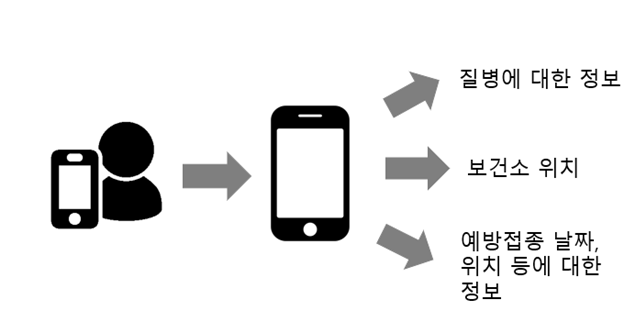 질병에 대한 정보
보건소 위치
예방접종 날짜,
위치 등에 대한
정보